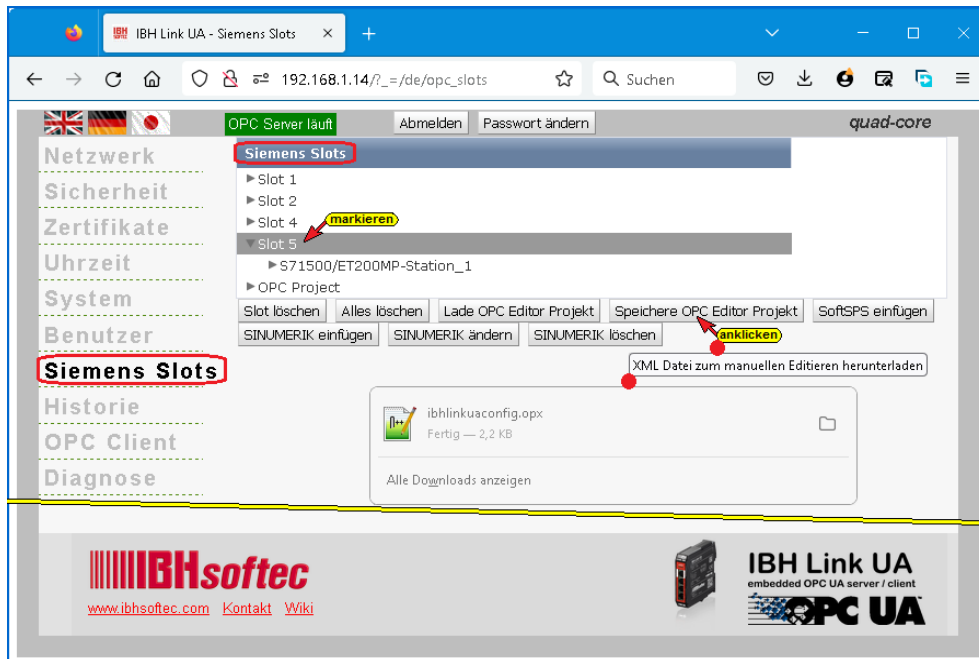 IBH Link UA - Siemens Slots
192.168.1.14/?_=/de/opc_slots
Suchen
OPC Server läuft
Abmelden
Passwort ändern
quad-core
Netzwerk
Sicherheit
Zertifikate
Uhrzeit
System
Benutzer
Siemens Slots
Historie
OPC Client
Diagnose
Siemens Slots
Slot 1
Slot 2
Slot 4
markieren
Slot 5
S71500/ET200MP-Station_1
OPC Project
Slot löschen
Alles löschen
Lade OPC Editor Projekt
Speichere OPC Editor Projekt
SoftSPS einfügen
SINUMERIK einfügen
SINUMERIK ändern
SINUMERIK löschen
anklicken
XML Datei zum manuellen Editieren herunterladen
ibhlinkuaconfig.opx
Fertig — 2,2 KB
Alle Downloads anzeigen
IBHsoftec
www.ibhsoftec.com Kontakt Wiki
IBH Link UA
embedded OPC UA server / client
OPC UA